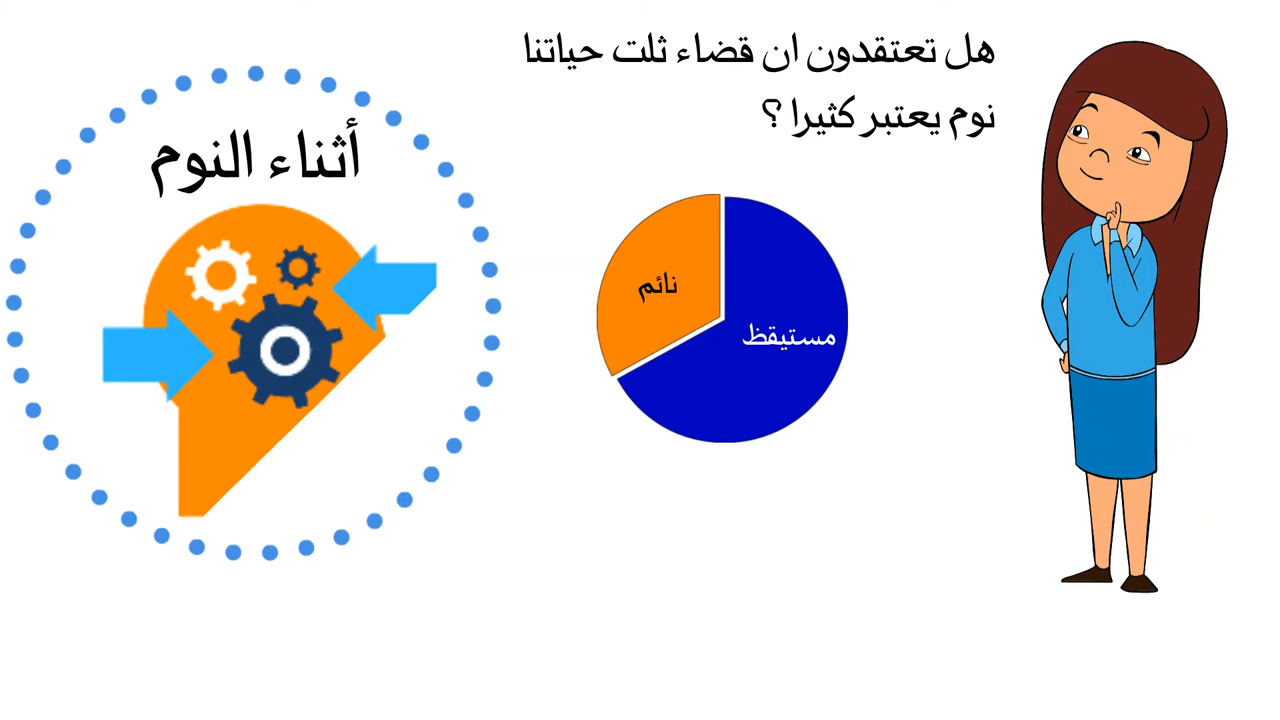 هل تعتقدون ان قضاء ثلت حياتنا
نوم يعتبر كثيرا ؟
أثناء النوم
نائم
مستيقظ